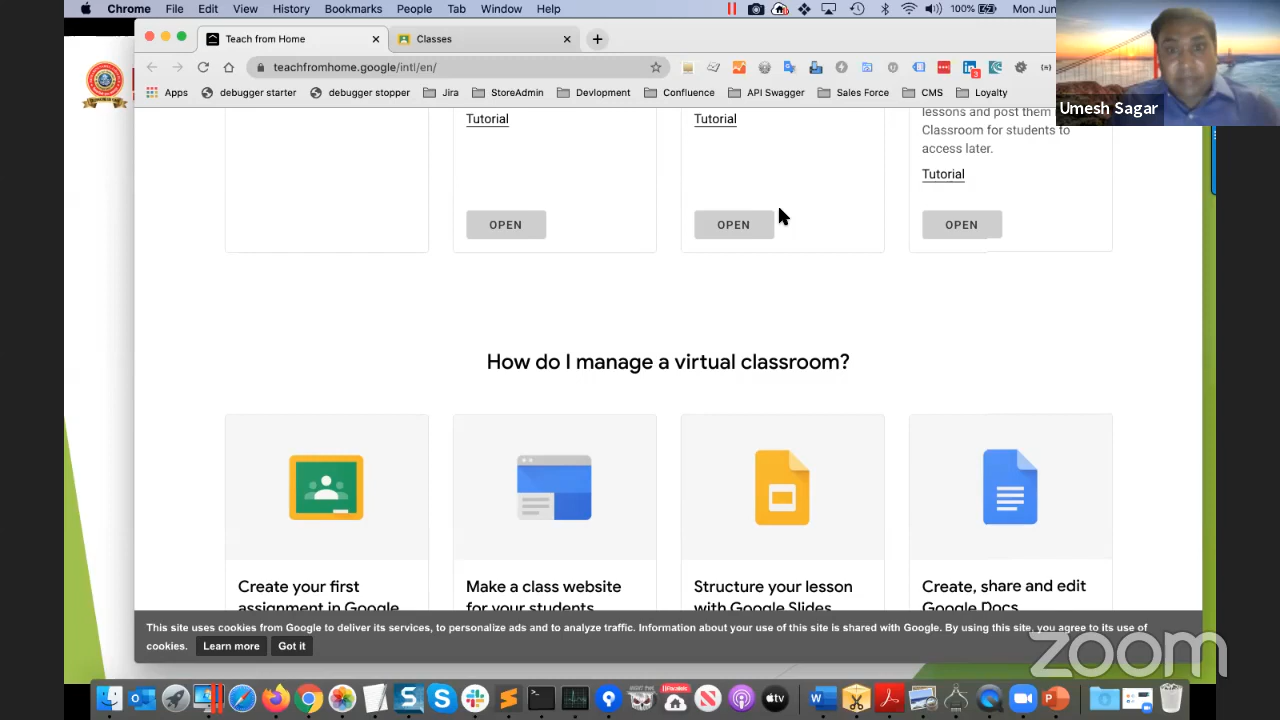 Chrome File Edit View History Bookmarks People Tab Window Help 100% Mon Jun
Teach from Home
Classes
teachfromhome.google/intl/en/
3
Apps debugger starter debugger stopper Jira StoreAdmin Devlopment Confluence API Swagger Sales Force CMS Loyalty
Umesh Sagar
lessons and post them
Classroom for students to
access later.
Tutorial
Tutorial
Tutorial
OPEN
OPEN
OPEN
How do I manage a virtual classroom?
Create your first
assignment in Google
Make a class website
for your students
Structure your lesson
with Google Slides
Create, share and edit
Google Docs
This site uses cookies from Google to deliver its services, to personalize ads and to analyze traffic. Information about your use of this site is shared with Google. By using this site, you agree to its use of
cookies. Learn more Got it
zoom
tv